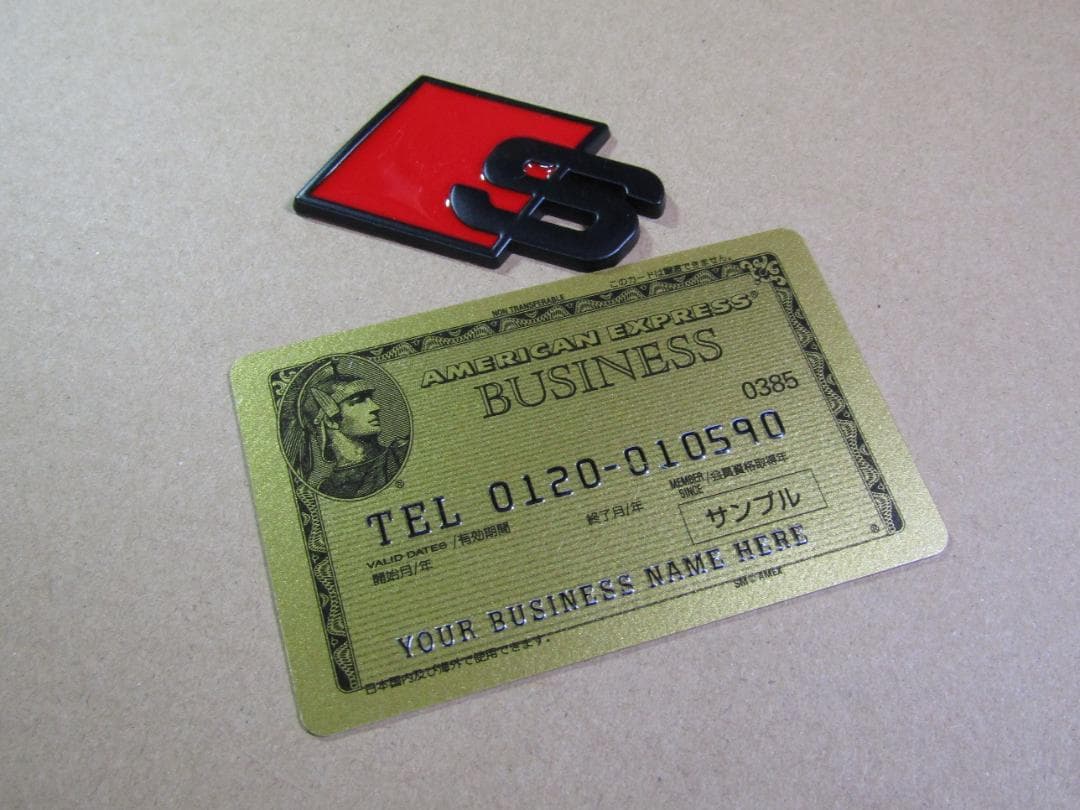 S
NON TRANSFERABLE
このカードは譲渡できません。
AMERICAN EXPRESS®
BUSINESS
0385
TEL 0120-010590
MEMBER SINCE/会員資格取得年
VALID DATES/有効期間
終了月/年
サンプル
開始月/年
®
®
YOUR BUSINESS NAME HERE
SM © AMEX
日本国内及び海外で使用できます。